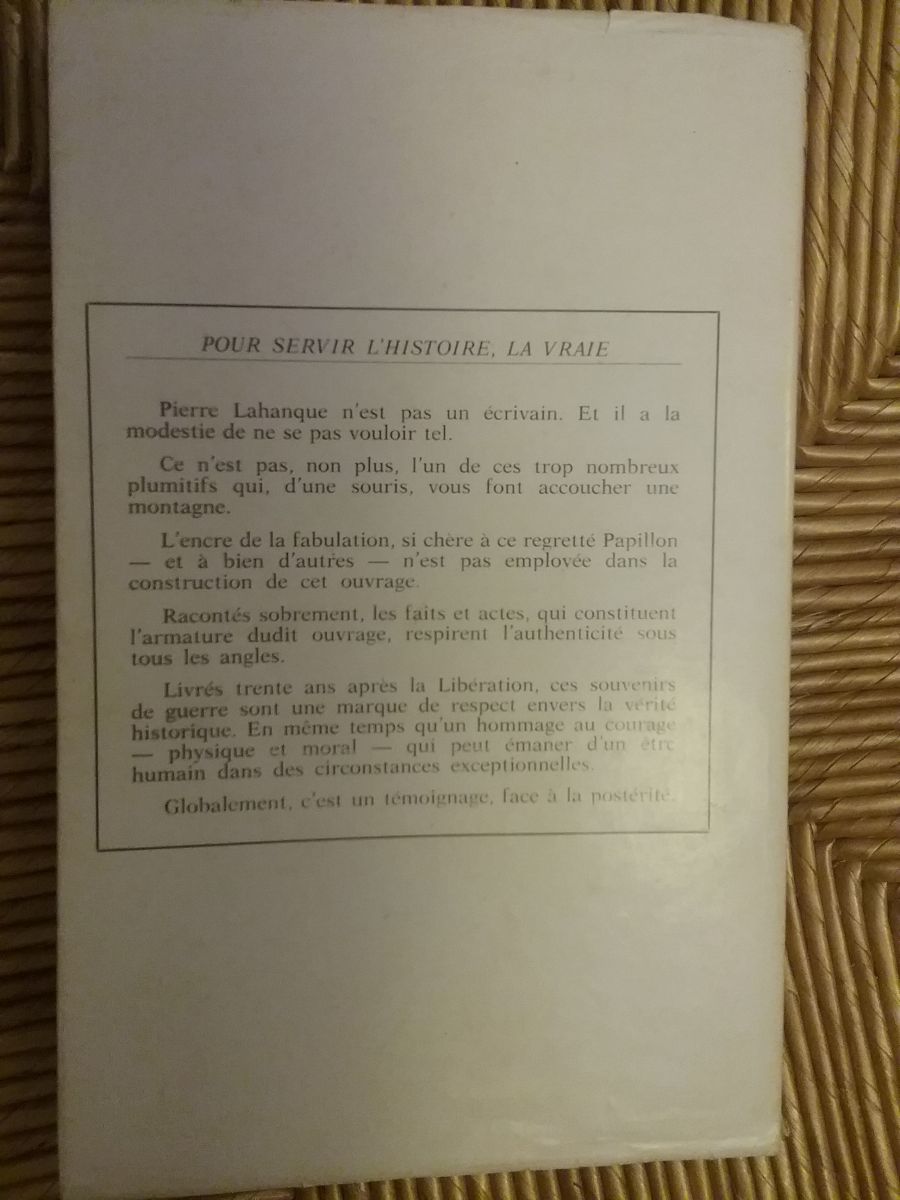 POUR SERVIR L'HISTOIRE, LA VRAIE
Pierre Lahanque n'est pas un écrivain. Et il a la
modestie de ne se pas vouloir tel.
Ce n'est pas, non plus, l'un de ces trop nombreux
plumitifs qui, d'une souris, vous font accoucher une
montagne.
L'encre de la fabulation, si chère à ce regretté Papillon
— et à bien d'autres — n'est pas employée dans la
construction de cet ouvrage.
Racontés sobrement, les faits et actes, qui constituent
l'armature dudit ouvrage, respirent l'authenticité sous
tous les angles.
Livrés trente ans après la Libération, ces souvenirs
de guerre sont une marque de respect envers la vérité
historique. En même temps qu'un hommage au courage
— physique et moral — qui peut émaner d'un être
humain dans des circonstances exceptionnelles.
Globalement, c'est un témoignage, face à la postérité.